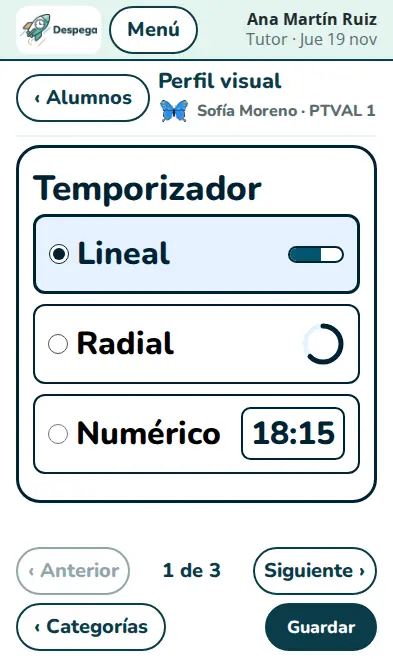 Despega
Menú
Ana Martín Ruiz
Tutor · Jue 19 nov
‹ Alumnos
Perfil visual
Sofía Moreno · PTVAL 1
Temporizador
Lineal
Radial
Numérico
18:15
‹ Anterior
1 de 3
Siguiente ›
‹ Categorías
Guardar